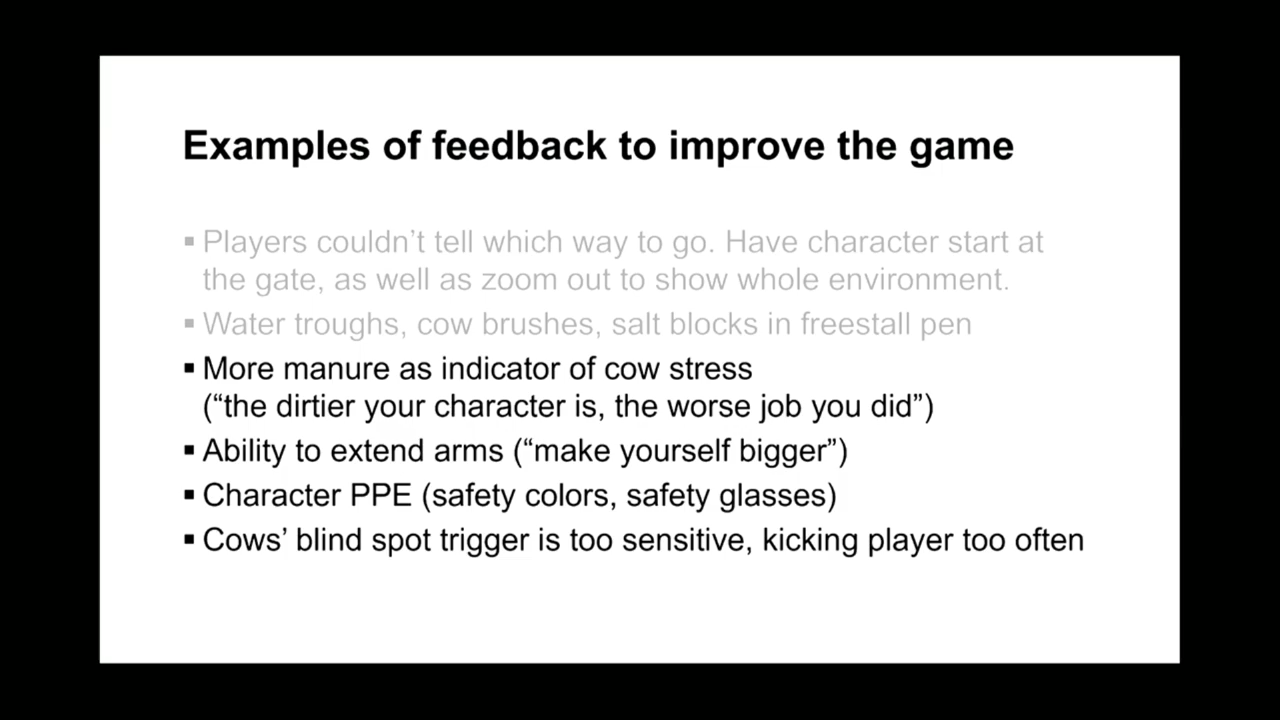 Examples of feedback to improve the game
▪ Players couldn’t tell which way to go. Have character start at
the gate, as well as zoom out to show whole environment.
▪ Water troughs, cow brushes, salt blocks in freestall pen
▪ More manure as indicator of cow stress
(“the dirtier your character is, the worse job you did”)
▪ Ability to extend arms (“make yourself bigger”)
▪ Character PPE (safety colors, safety glasses)
▪ Cows’ blind spot trigger is too sensitive, kicking player too often